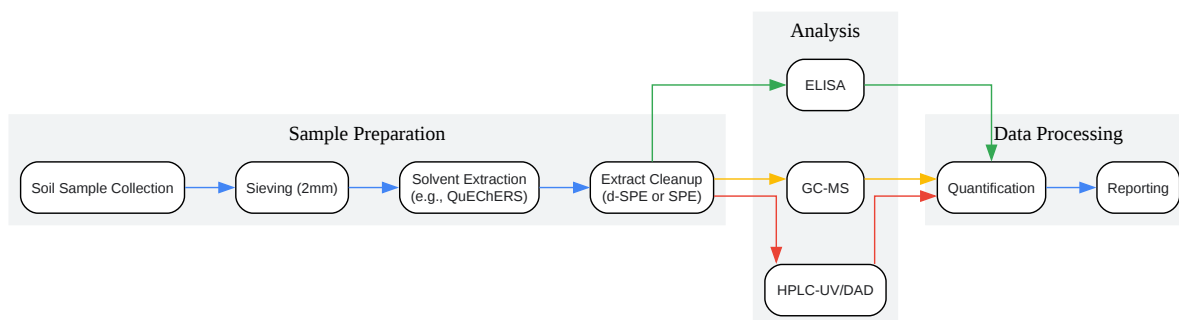 Analysis
ELISA
Sample Preparation
Data Processing
Soil Sample Collection
Sieving (2mm)
Solvent Extraction
(e.g., QuEChERS)
Extract Cleanup
(d-SPE or SPE)
GC-MS
Quantification
Reporting
HPLC-UV/DAD